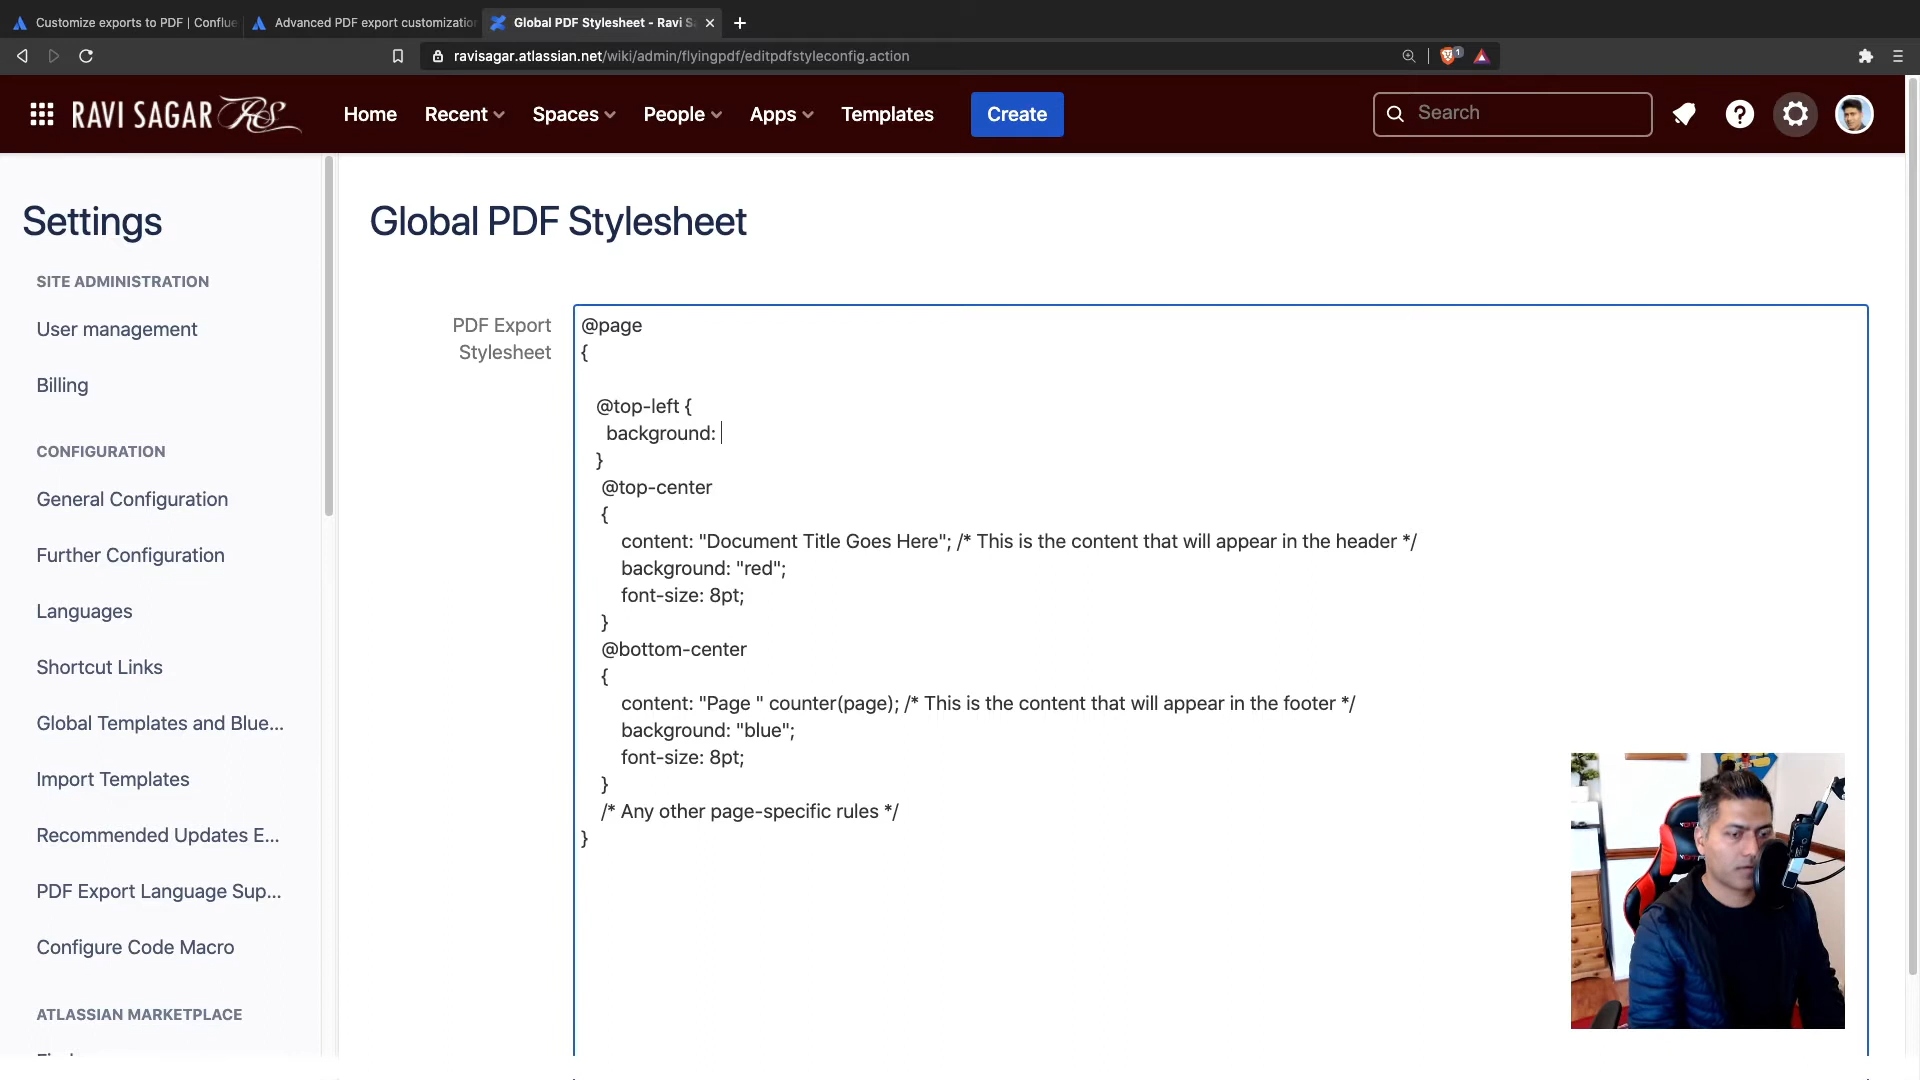 Customize exports to PDF | Conflue
Advanced PDF export customization
Global PDF Stylesheet - Ravi S
ravisagar.atlassian.net/wiki/admin/flyingpdf/editpdfstyleconfig.action
1
RAVI SAGAR RS
Home
Recent
Spaces
People
Apps
Templates
Create
Search
Settings
SITE ADMINISTRATION
User management
Billing
CONFIGURATION
General Configuration
Further Configuration
Languages
Shortcut Links
Global Templates and Blue...
Import Templates
Recommended Updates E...
PDF Export Language Sup...
Configure Code Macro
ATLASSIAN MARKETPLACE
Global PDF Stylesheet
PDF Export
Stylesheet
@page
{
@top-left {
background:
}
@top-center
{
content: "Document Title Goes Here"; /* This is the content that will appear in the header */
background: "red";
font-size: 8pt;
}
@bottom-center
{
content: "Page " counter(page); /* This is the content that will appear in the footer */
background: "blue";
font-size: 8pt;
}
/* Any other page-specific rules */
}